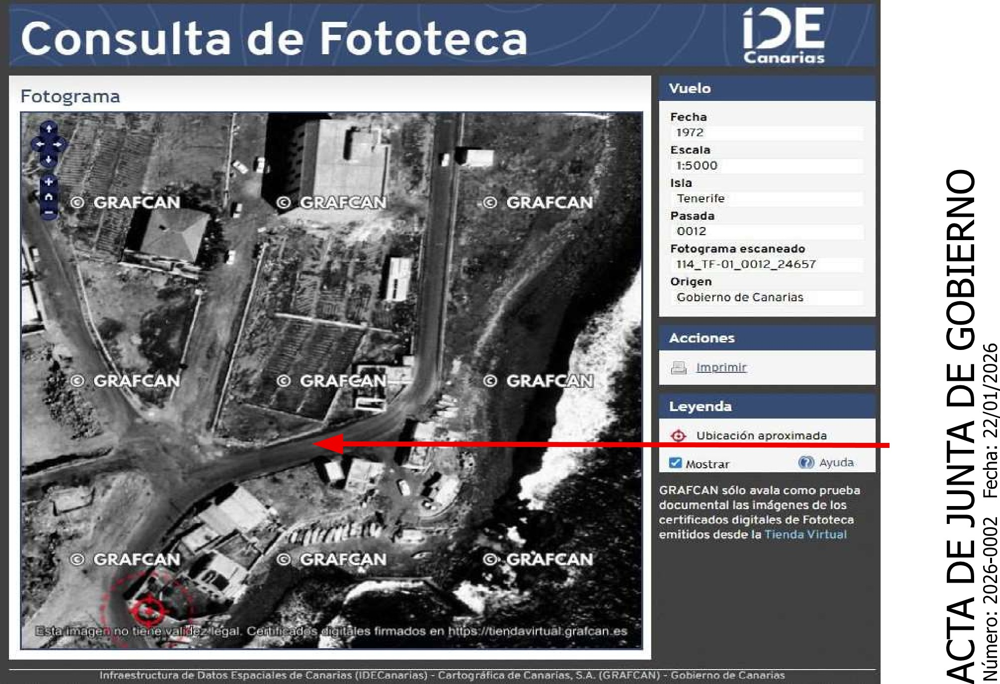 Consulta de Fototeca
iDE
Canarias
Fotograma
© GRAFCAN © GRAFCAN © GRAFCAN
© GRAFCAN © GRAFCAN © GRAFCAN
© GRAFCAN © GRAFCAN © GRAFCAN
Esta imagen no tiene validez legal. Certificados digitales firmados en https://tiendavirtual.grafcan.es
Vuelo
Fecha
1972
Escala
1:5000
Isla
Tenerife
Pasada
0012
Fotograma escaneado
114_TF-01_0012_24657
Origen
Gobierno de Canarias
Acciones
Imprimir
Leyenda
Ubicación aproximada
Mostrar
Ayuda
GRAFCAN sólo avala como prueba
documental las imágenes de los
certificados digitales de Fototeca
emitidos desde la Tienda Virtual
Infraestructura de Datos Espaciales de Canarias (IDECanarias) - Cartográfica de Canarias, S.A. (GRAFCAN) - Gobierno de Canarias
ACTA DE JUNTA DE GOBIERNO
Número: 2026-0002 Fecha: 22/01/2026